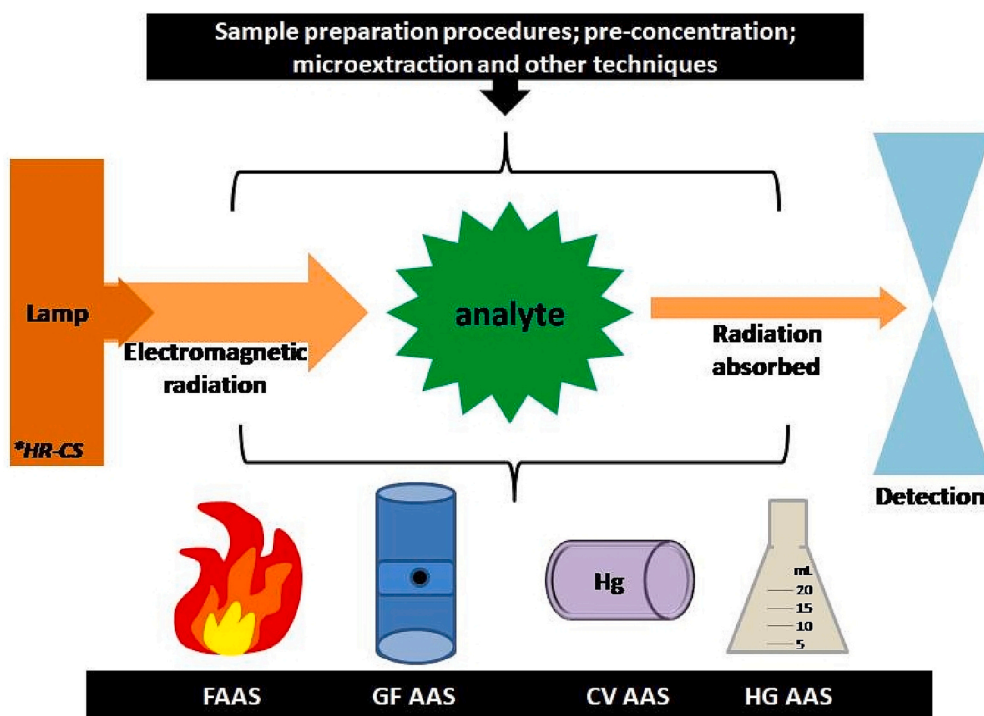 Sample preparation procedures; pre-concentration;
microextraction and other techniques
Lamp
Electromagnetic
radiation
*HR-CS
analyte
Radiation
absorbed
Detection
Hg
mL
20
15
10
5
FAAS GF AAS CV AAS HG AAS